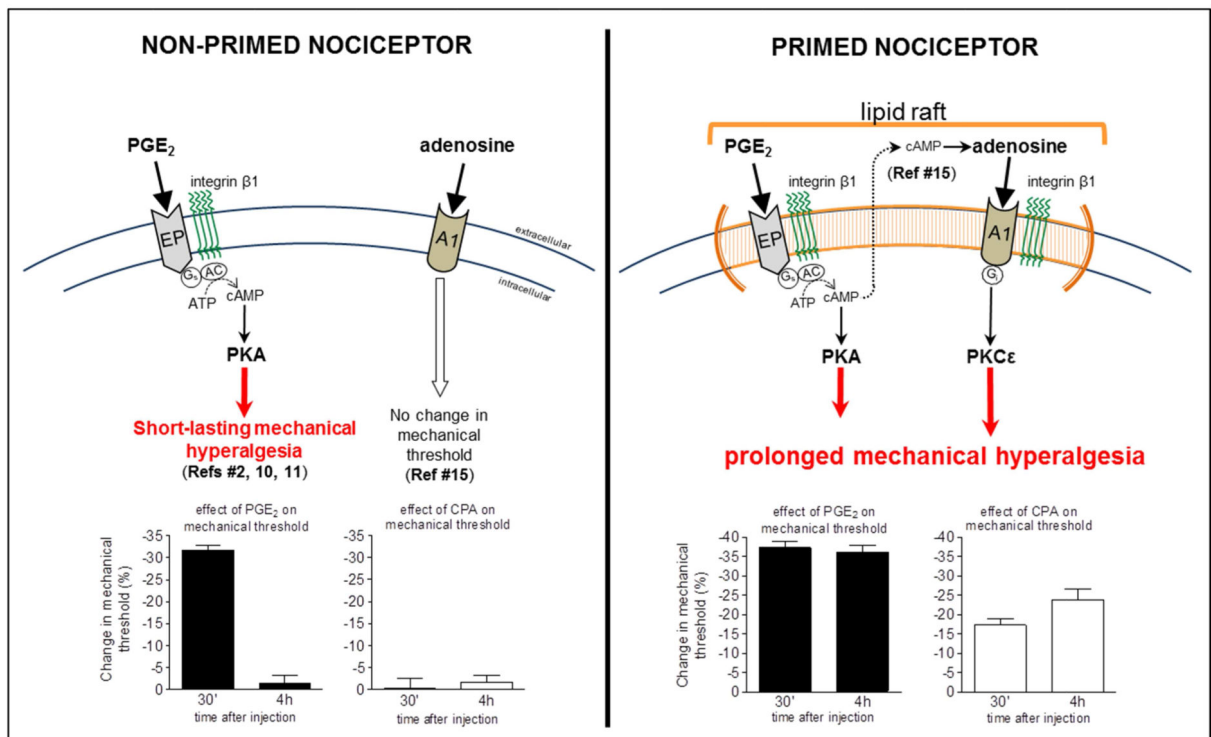 NON-PRIMED NOCICEPTOR
PGE₂
adenosine
integrin β1
EP
A1
extracellular
intracellular
Gs
AC
ATP
cAMP
PKA
Short-lasting mechanical
hyperalgesia
(Refs #2, 10, 11)
No change in
mechanical
threshold
(Ref #15)
effect of PGE₂ on
mechanical threshold
Change in mechanical
threshold (%)
-35
-30
-25
-20
-15
-10
-5
0
30'
4h
time after injection
effect of CPA on
mechanical threshold
-35
-30
-25
-20
-15
-10
-5
0
30'
4h
time after injection
PRIMED NOCICEPTOR
lipid raft
PGE₂
cAMP
adenosine
(Ref #15)
integrin β1
integrin β1
EP
A1
Gs
AC
Gi
ATP
cAMP
PKA
PKCε
prolonged mechanical hyperalgesia
effect of PGE₂ on
mechanical threshold
Change in mechanical
threshold (%)
-40
-35
-30
-25
-20
-15
-10
-5
0
30'
4h
time after injection
effect of CPA on
mechanical threshold
-40
-35
-30
-25
-20
-15
-10
-5
0
30'
4h
time after injection